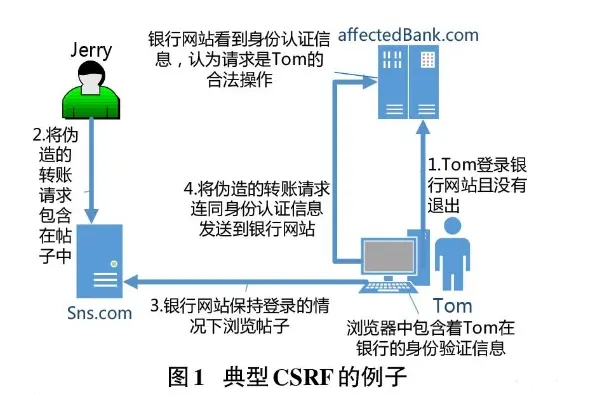 银行网站看到身份认证信
息，认为请求是Tom的
合法操作
affectedBank.com
Jerry
2.将伪
造的
转账
请求
包含
在帖
子中
4.将伪造的转账请求
连同身份认证信息
发送到银行网站
1.Tom登录银
行网站且没有
退出
Sns.com
3.银行网站保持登录的情
况下浏览帖子
Tom
浏览器中包含着Tom在
银行的身份验证信息
图1 典型CSRF的例子